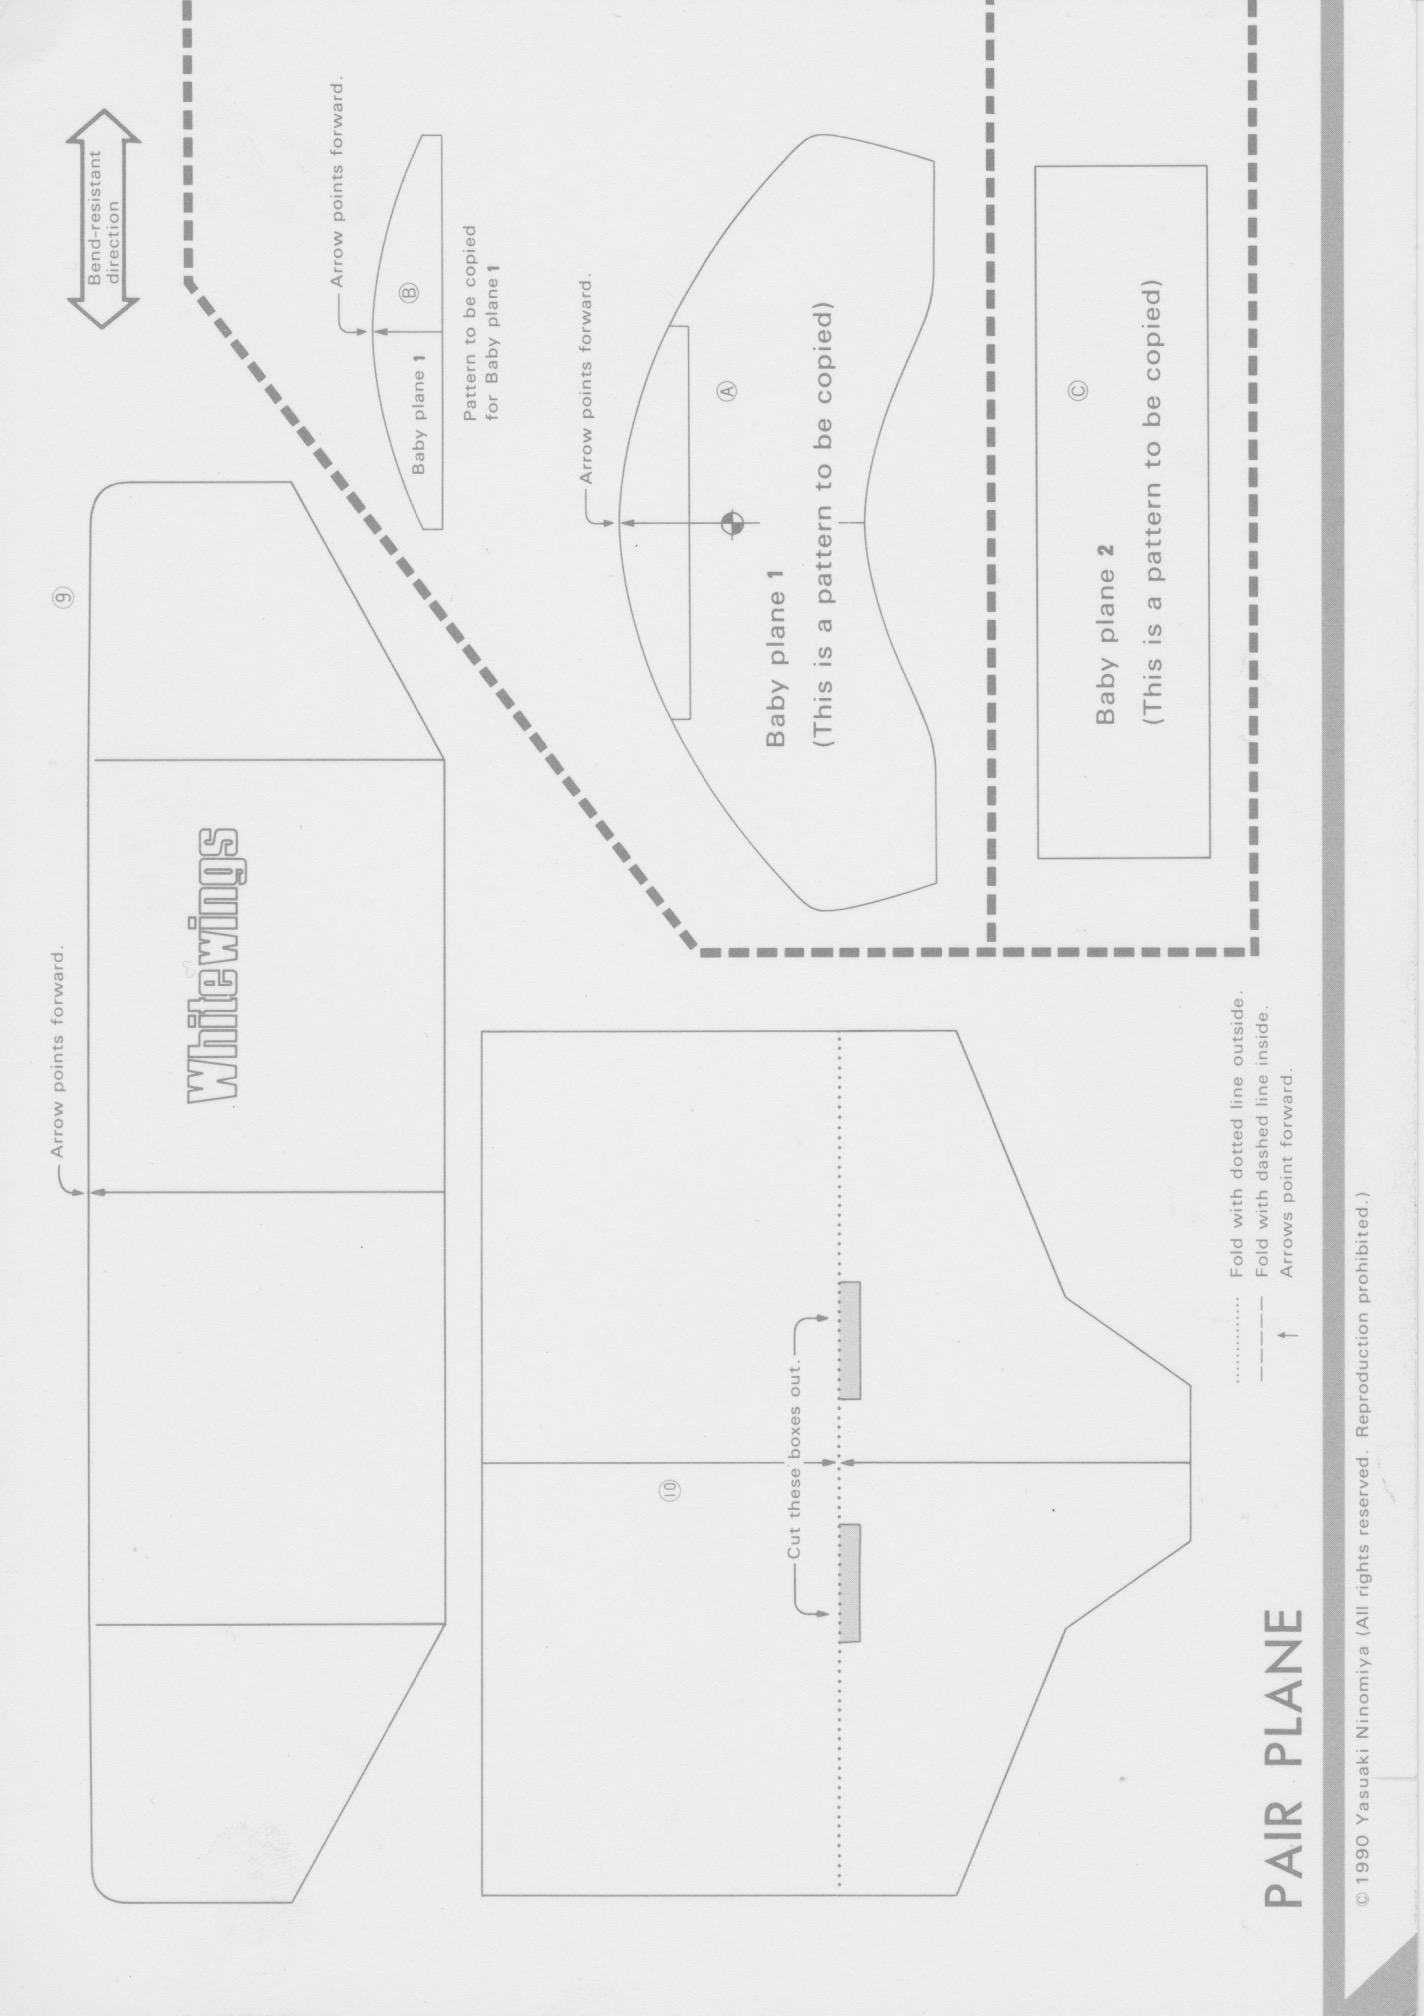 Bend-resistant
direction
Arrow points forward.
⑨
Whitewings
Arrow points forward.
Ⓑ
Baby plane 1
Pattern to be copied
for Baby plane 1
Arrow points forward.
Ⓐ
Baby plane 1
(This is a pattern to be copied)
Ⓒ
Baby plane 2
(This is a pattern to be copied)
⑩
Cut these boxes out.
Fold with dotted line outside.
Fold with dashed line inside.
Arrows point forward.
PAIR PLANE
© 1990 Yasuaki Ninomiya (All rights reserved. Reproduction prohibited.)